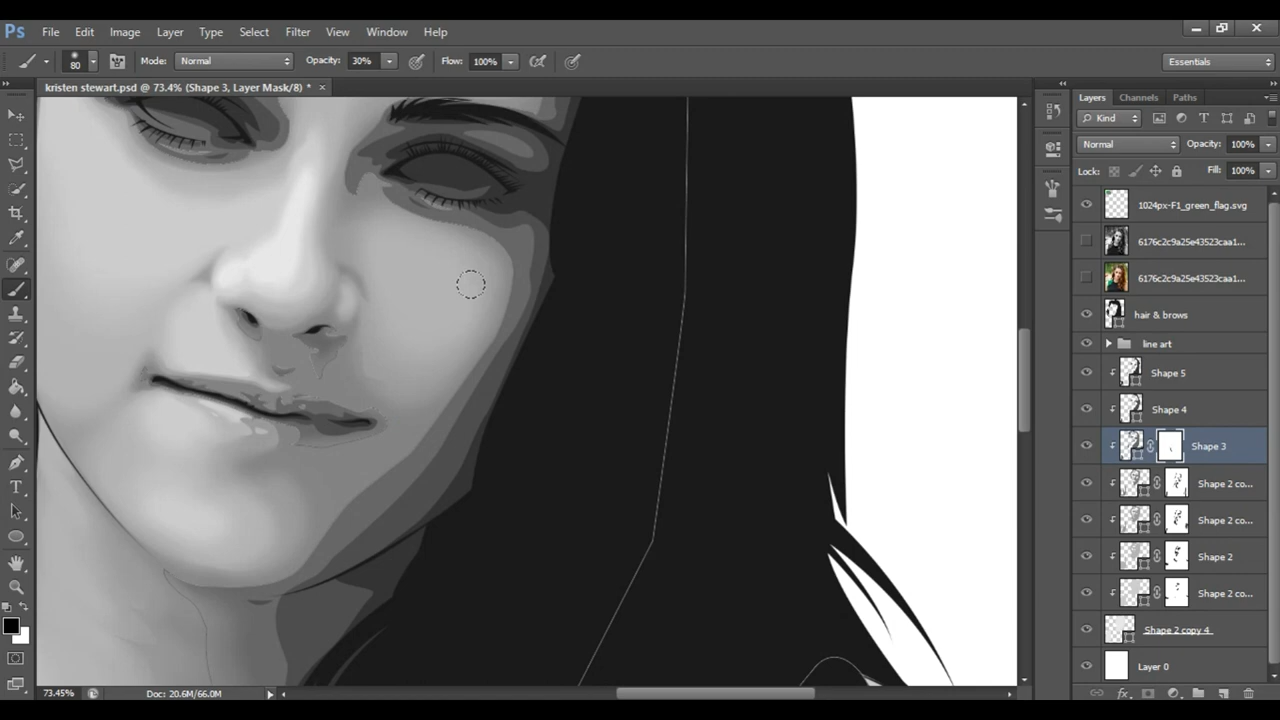 Ps File Edit Image Layer Type Select Filter View Window Help
80 Mode: Normal Opacity: 30% Flow: 100% Essentials
kristen stewart.psd @ 73.4% (Shape 3, Layer Mask/8) * ×
Layers Channels Paths
Kind
Normal Opacity: 100%
Lock: Fill: 100%
1024px-F1_green_flag.svg
6176c2c9a25e43523caa1...
6176c2c9a25e43523caa1...
hair & brows
line art
Shape 5
Shape 4
Shape 3
Shape 2 co...
Shape 2 co...
Shape 2
Shape 2 co...
Shape 2 copy 4
Layer 0
73.45% Doc: 20.6M/66.0M